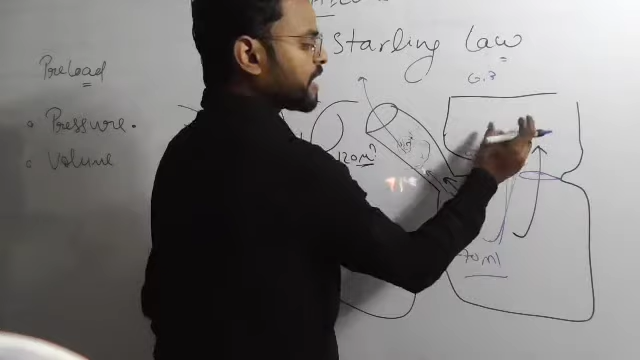 Starling Law
PreLoad
Pressure.
Volume
120ml
70ml